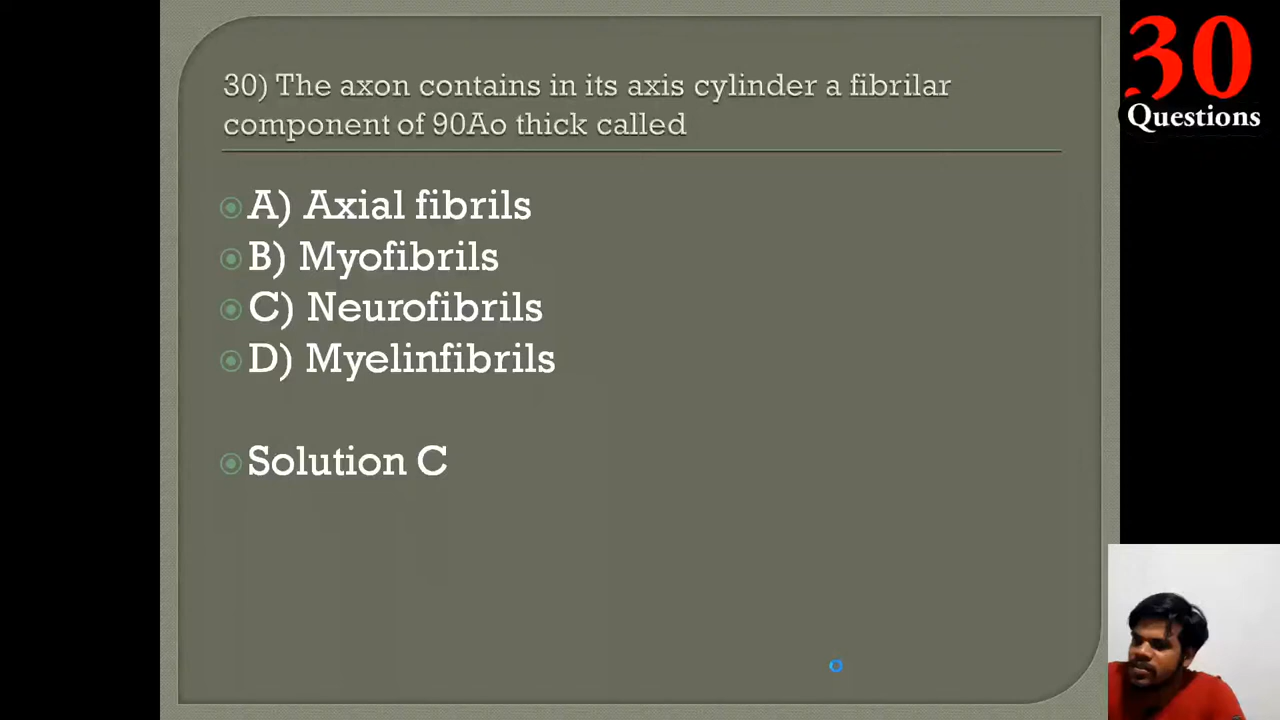 30) The axon contains in its axis cylinder a fibrilar
component of 90Ao thick called
A) Axial fibrils
B) Myofibrils
C) Neurofibrils
D) Myelinfibrils
Solution C
30
Questions